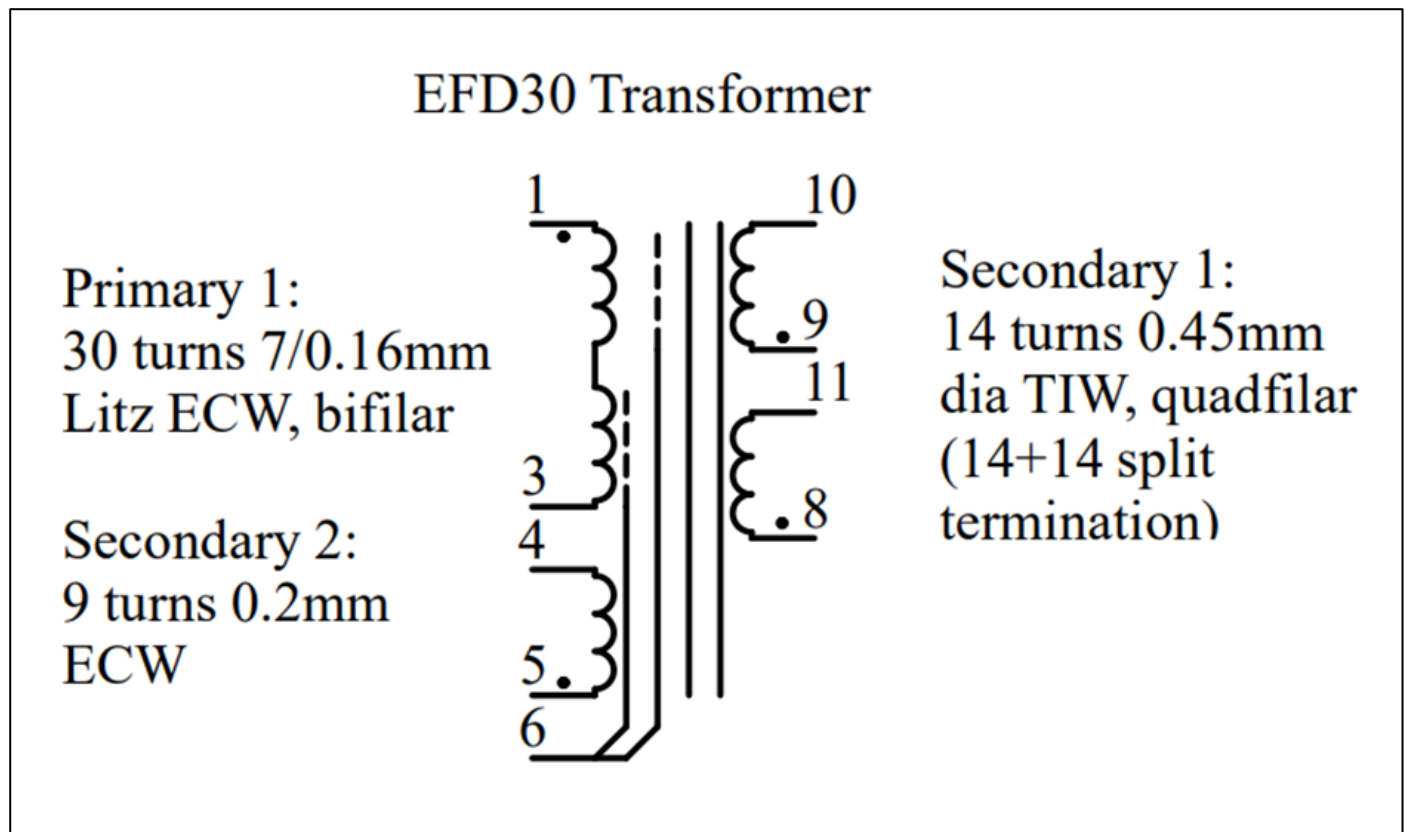 EFD30 Transformer
1
10
Primary 1:
30 turns 7/0.16mm
Litz ECW, bifilar
3
Secondary 2:
9 turns 0.2mm
ECW
4
5
6
9
11
8
Secondary 1:
14 turns 0.45mm
dia TIW, quadfilar
(14+14 split
termination)